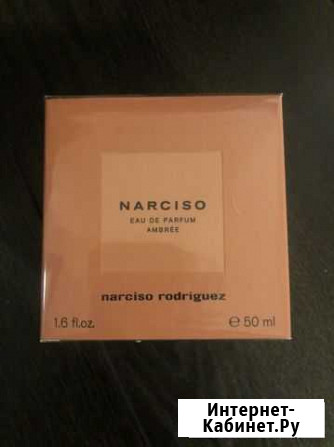 NARCISO
EAU DE PARFUM
AMBRÉE
narciso rodriguez
1.6 fl.oz. ℮ 50 ml
Интернет-
Кабинет.Ру